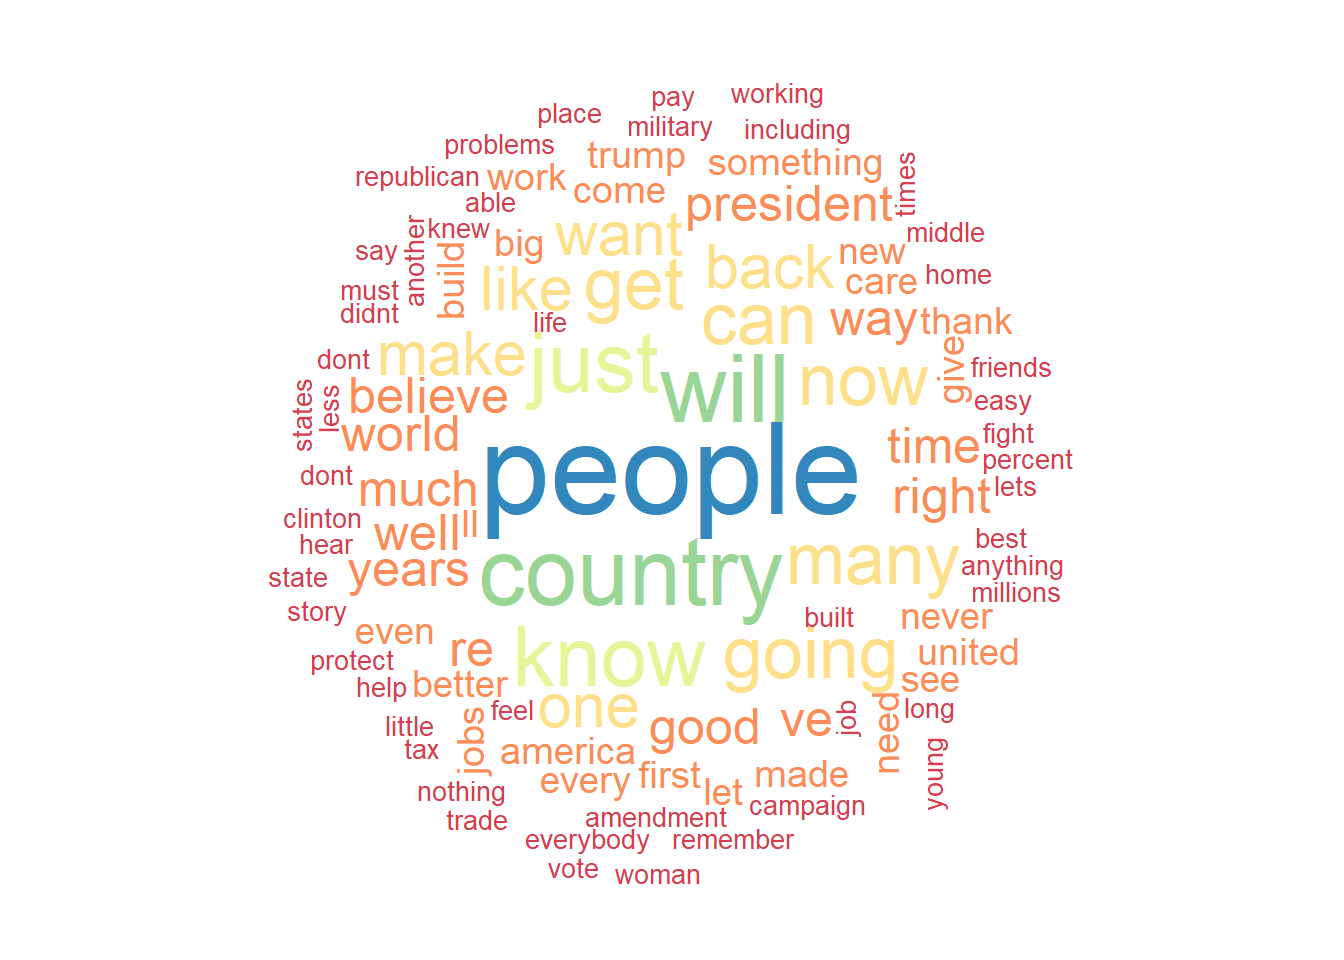 pay
working
place
military
including
problems
trump
something
times
republican
work
come
president
able
another
knew
big
want
back
new
middle
say
build
like
get
care
home
must
didnt
life
can
way
thank
dont
make
just
will
now
give
friends
states
less
believe
easy
world
people
time
fight
percent
dont
much
right
lets
clinton
well
ll
hear
many
best
years
country
anything
state
millions
story
built
never
even
re
know
going
united
protect
help
better
see
feel
one
long
little
tax
jobs
good
ve
job
need
america
young
every
first
let
made
nothing
campaign
trade
amendment
everybody
remember
vote
woman